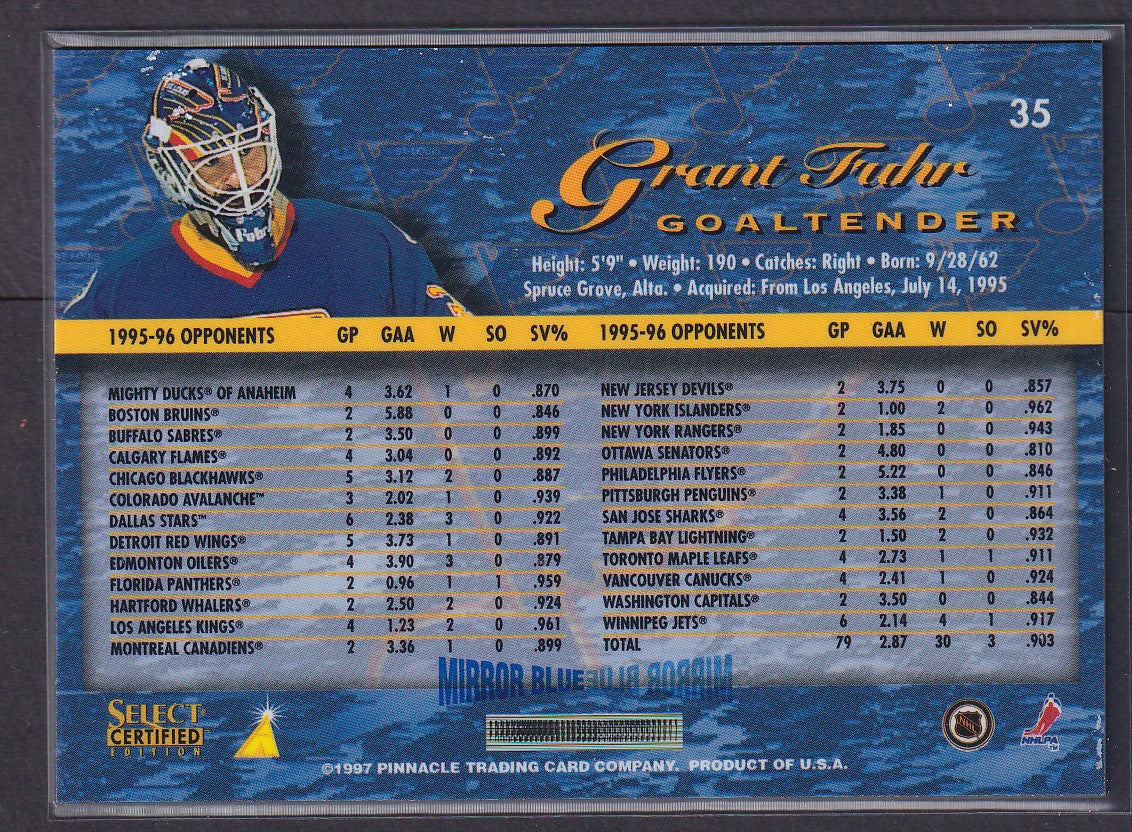 35
Grant Fuhr
GOALTENDER
Height: 5'9" • Weight: 190 • Catches: Right • Born: 9/28/62
Spruce Grove, Alta. • Acquired: From Los Angeles, July 14, 1995
1995-96 OPPONENTS GP GAA W SO SV% 1995-96 OPPONENTS GP GAA W SO SV%
MIGHTY DUCKS® OF ANAHEIM 4 3.62 1 0 .870
BOSTON BRUINS® 2 5.88 0 0 .846
BUFFALO SABRES® 2 3.50 0 0 .899
CALGARY FLAMES® 4 3.04 0 0 .892
CHICAGO BLACKHAWKS® 5 3.12 2 0 .887
COLORADO AVALANCHE™ 3 2.02 1 0 .939
DALLAS STARS™ 6 2.38 3 0 .922
DETROIT RED WINGS® 5 3.73 1 0 .891
EDMONTON OILERS® 4 3.90 3 0 .879
FLORIDA PANTHERS® 2 0.96 1 1 .959
HARTFORD WHALERS® 2 2.50 2 0 .924
LOS ANGELES KINGS® 4 1.23 2 0 .961
MONTREAL CANADIENS® 2 3.36 1 0 .899
NEW JERSEY DEVILS® 2 3.75 0 0 .857
NEW YORK ISLANDERS® 2 1.00 2 0 .962
NEW YORK RANGERS® 2 1.85 0 0 .943
OTTAWA SENATORS® 2 4.80 0 0 .810
PHILADELPHIA FLYERS® 2 5.22 0 0 .846
PITTSBURGH PENGUINS® 2 3.38 1 0 .911
SAN JOSE SHARKS® 4 3.56 2 0 .864
TAMPA BAY LIGHTNING® 2 1.50 2 0 .932
TORONTO MAPLE LEAFS® 4 2.73 1 1 .911
VANCOUVER CANUCKS® 4 2.41 1 0 .924
WASHINGTON CAPITALS® 2 3.50 0 0 .844
WINNIPEG JETS® 6 2.14 4 1 .917
TOTAL 79 2.87 30 3 .903
MIRROR BLUE MIRROR BLUE
SELECT
CERTIFIED
EDITION
NHL
NHLPA™
©1997 PINNACLE TRADING CARD COMPANY. PRODUCT OF U.S.A.